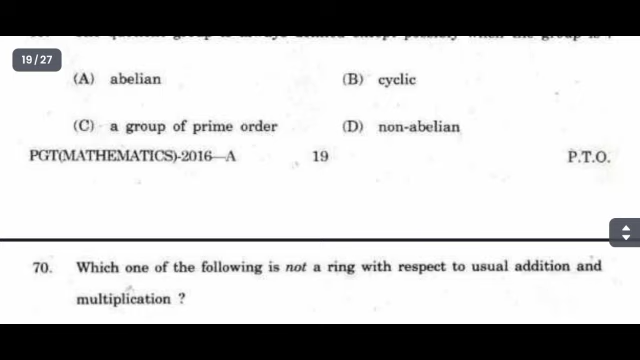 19 / 27
(A) abelian (B) cyclic
(C) a group of prime order (D) non-abelian
PGT(MATHEMATICS)-2016—A 19 P.T.O.
70. Which one of the following is not a ring with respect to usual addition and
multiplication ?